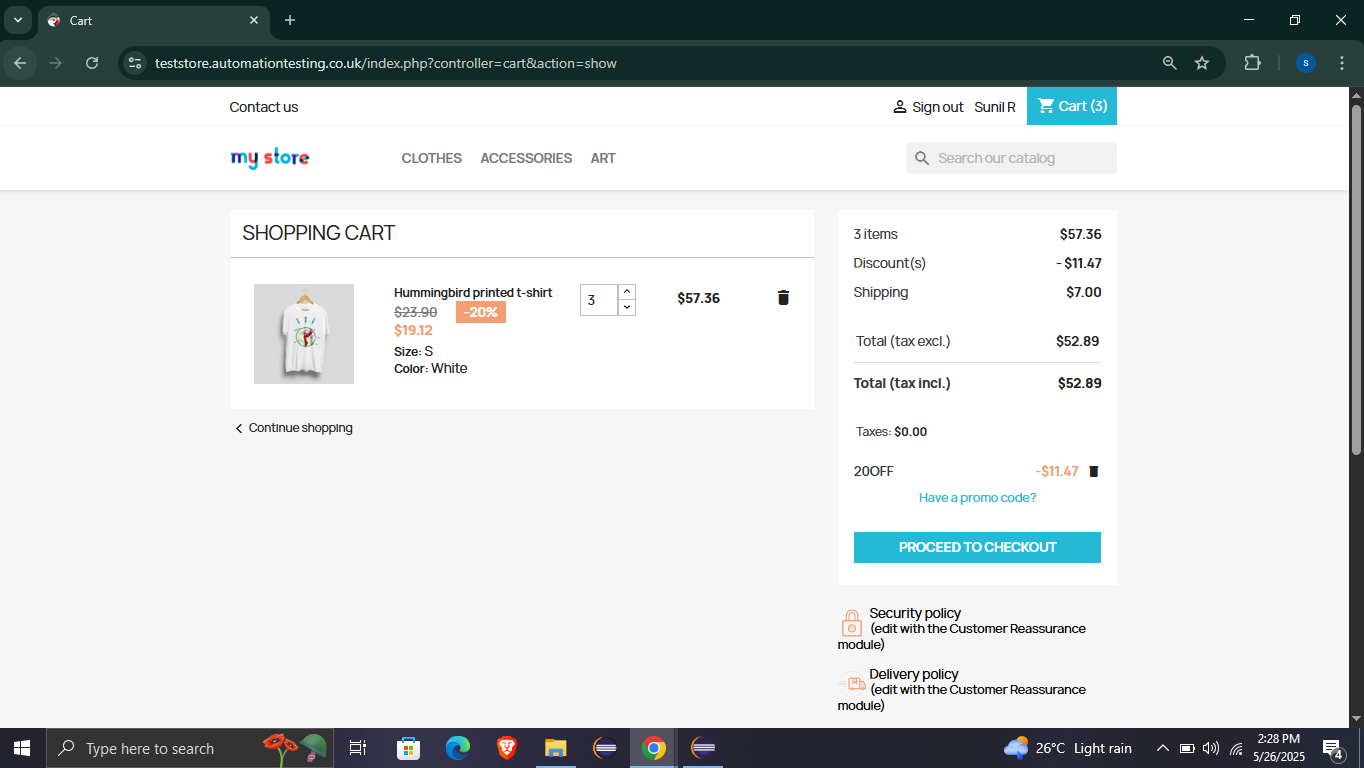 Cart
teststore.automationtesting.co.uk/index.php?controller=cart&action=show
S
Contact us
Sign out Sunil R Cart (3)
my store
CLOTHES ACCESSORIES ART
Search our catalog
SHOPPING CART
Hummingbird printed t-shirt
$23.90 -20%
$19.12
Size: S
Color: White
3
$57.36
Continue shopping
3 items $57.36
Discount(s) - $11.47
Shipping $7.00
Total (tax excl.) $52.89
Total (tax incl.) $52.89
Taxes: $0.00
20OFF -$11.47
Have a promo code?
PROCEED TO CHECKOUT
Security policy
(edit with the Customer Reassurance
module)
Delivery policy
(edit with the Customer Reassurance
module)
Type here to search
26°C Light rain
2:28 PM
5/26/2025
4